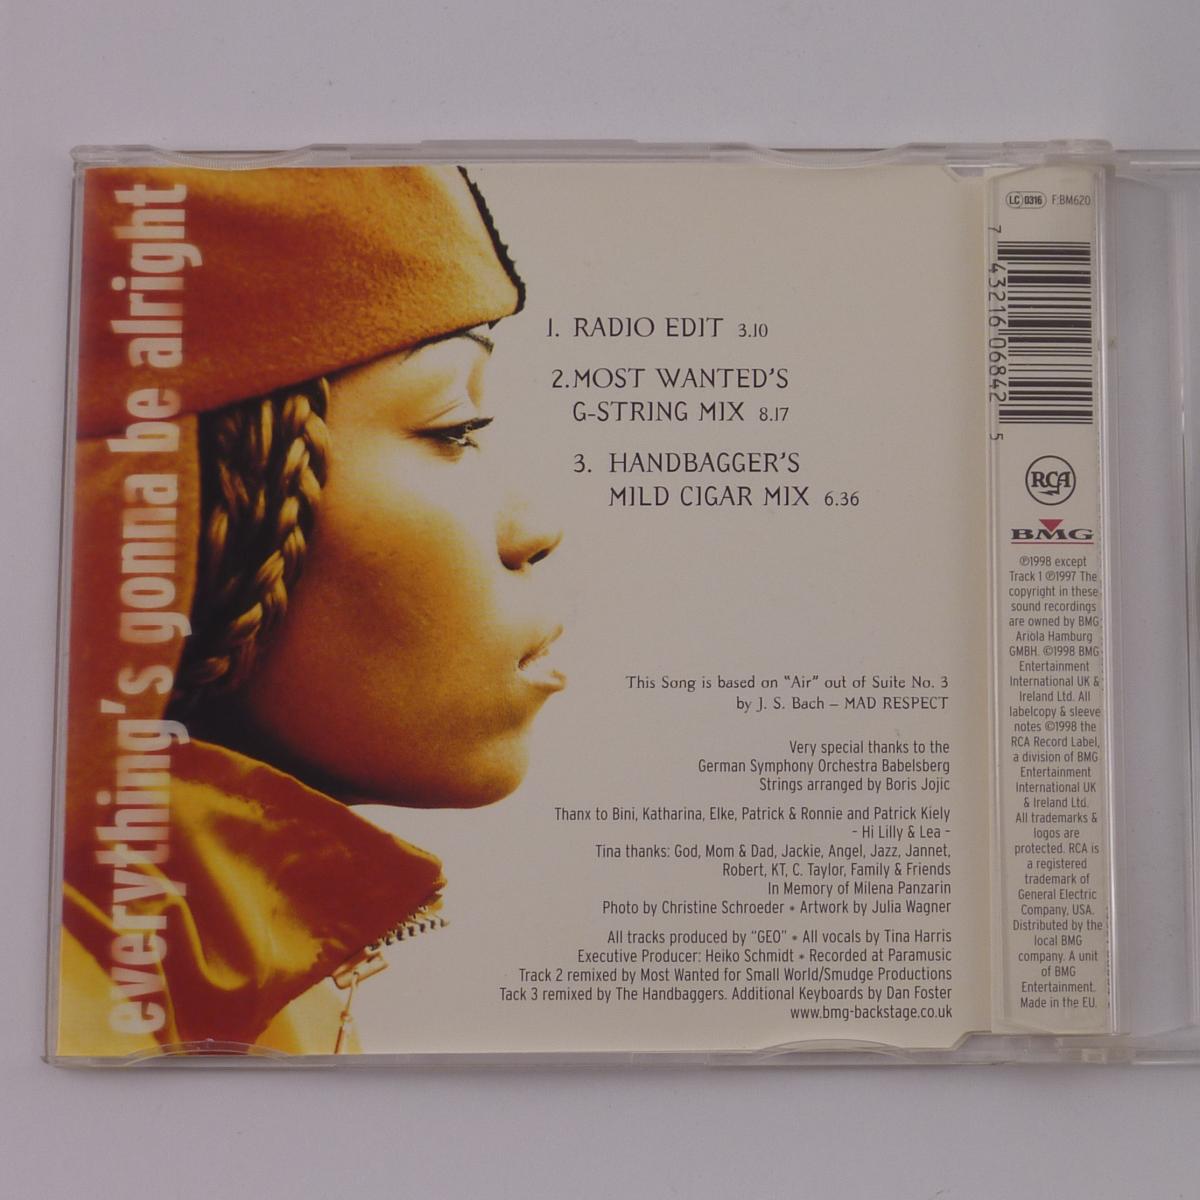 everything's gonna be alright
1. RADIO EDIT 3.10
2.MOST WANTED'S
G-STRING MIX 8.17
3. HANDBAGGER'S
MILD CIGAR MIX 6.36
This Song is based on "Air" out of Suite No. 3
by J. S. Bach – MAD RESPECT
Very special thanks to the
German Symphony Orchestra Babelsberg
Strings arranged by Boris Jojic
Thanx to Bini, Katharina, Elke, Patrick & Ronnie and Patrick Kiely
- Hi Lilly & Lea -
Tina thanks: God, Mom & Dad, Jackie, Angel, Jazz, Jannet,
Robert, KT, C. Taylor, Family & Friends
In Memory of Milena Panzarin
Photo by Christine Schroeder • Artwork by Julia Wagner
All tracks produced by "GEO" • All vocals by Tina Harris
Executive Producer: Heiko Schmidt • Recorded at Paramusic
Track 2 remixed by Most Wanted for Small World/Smudge Productions
Tack 3 remixed by The Handbaggers. Additional Keyboards by Dan Foster
www.bmg-backstage.co.uk
LC 0316 F:BM620
7 43216 06842 5
RCA
BMG
℗1998 except
Track 1 ℗1997 The
copyright in these
sound recordings
are owned by BMG
Ariola Hamburg
GMBH. ©1998 BMG
Entertainment
International UK &
Ireland Ltd. All
labelcopy & sleeve
notes ©1998 the
RCA Record Label,
a division of BMG
Entertainment
International UK
& Ireland Ltd.
All trademarks &
logos are
protected. RCA is
a registered
trademark of
General Electric
Company, USA.
Distributed by the
local BMG
company. A unit
of BMG
Entertainment.
Made in the EU.